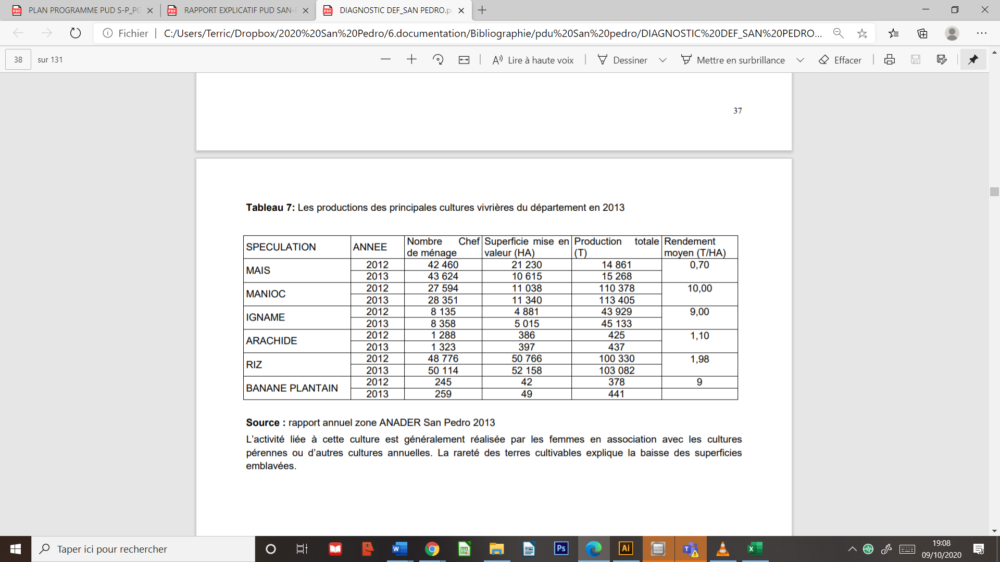 PLAN PROGRAMME PUD S-P_PG
RAPPORT EXPLICATIF PUD SAN-
DIAGNOSTIC DEF_SAN PEDRO.p
Fichier C:/Users/Terric/Dropbox/2020%20San%20Pedro/6.documentation/Bibliographie/pdu%20San%20pedro/DIAGNOSTIC%20DEF_SAN%20PEDRO...
38 sur 131 Lire à haute voix Dessiner Mettre en surbrillance Effacer
37
Tableau 7: Les productions des principales cultures vivrières du département en 2013
SPECULATION ANNEE Nombre Chef de ménage Superficie mise en valeur (HA) Production totale (T) Rendement moyen (T/HA)
MAIS 2012 42 460 21 230 14 861 0,70
2013 43 624 10 615 15 268
MANIOC 2012 27 594 11 038 110 378 10,00
2013 28 351 11 340 113 405
IGNAME 2012 8 135 4 881 43 929 9,00
2013 8 358 5 015 45 133
ARACHIDE 2012 1 288 386 425 1,10
2013 1 323 397 437
RIZ 2012 48 776 50 766 100 330 1,98
2013 50 114 52 158 103 082
BANANE PLANTAIN 2012 245 42 378 9
2013 259 49 441
Source : rapport annuel zone ANADER San Pedro 2013
L'activité liée à cette culture est généralement réalisée par les femmes en association avec les cultures
pérennes ou d'autres cultures annuelles. La rareté des terres cultivables explique la baisse des superficies
emblavées.
Taper ici pour rechercher
Ps
Ai
19:08
09/10/2020